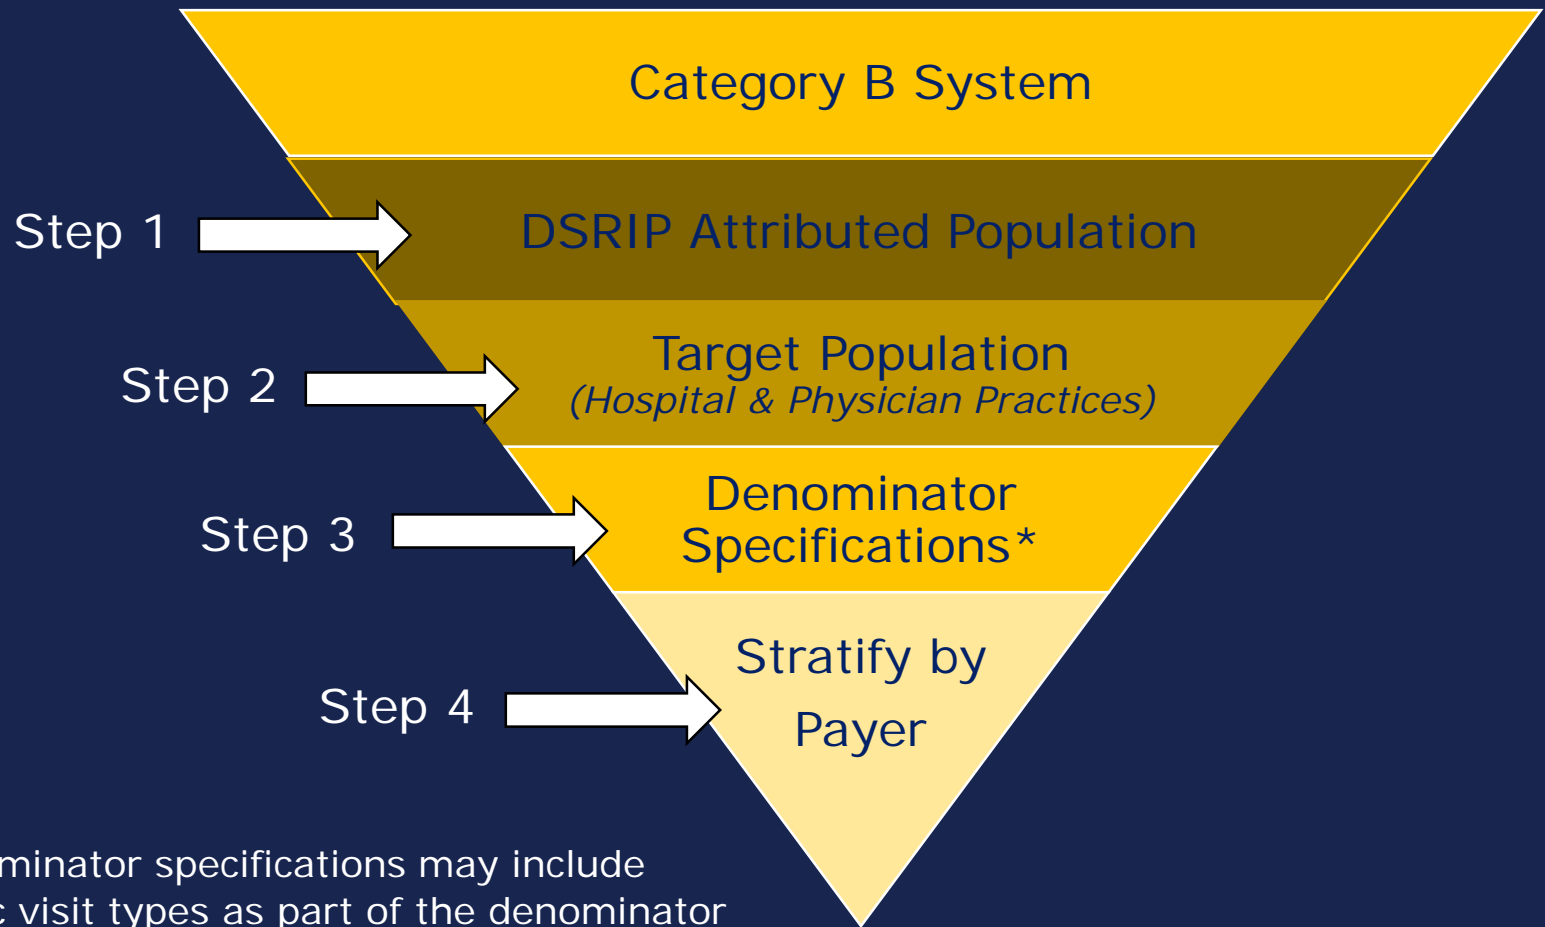 Category B System
Step 1
DSRIP Attributed Population
Step 2
Target Population
(Hospital & Physician Practices)
Step 3
Denominator
Specifications*
Step 4
Stratify by
Payer
specifications may include
visit types as part of the denominator